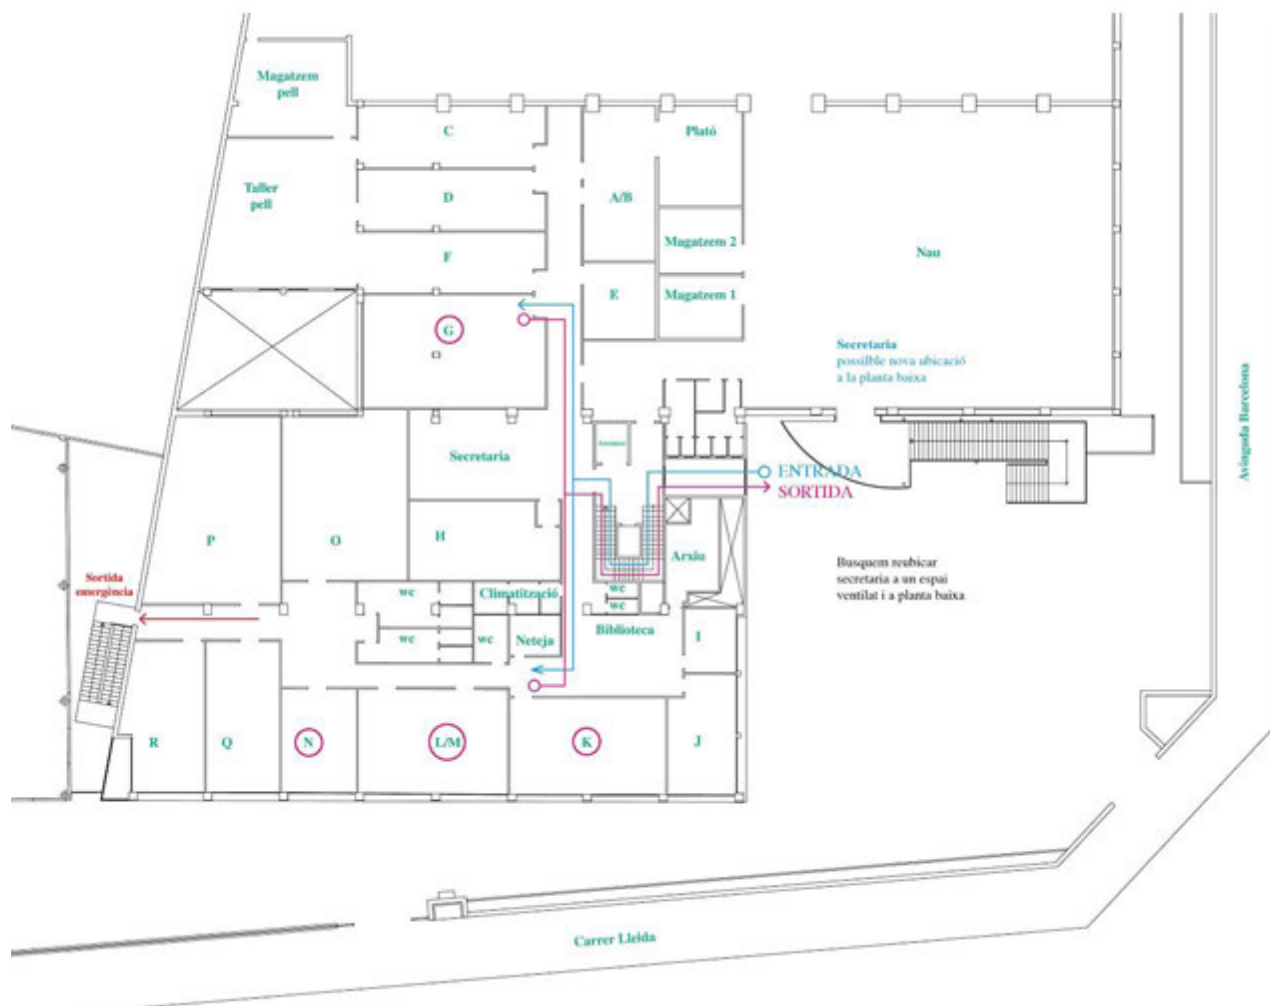 Magatzem
pell
C
Plató
Taller
pell
D
A/B
F
Magatzem 2
Nau
E
Magatzem 1
G
Secretaria
possilble nova ubicació
a la planta baixa
Avinguda Barcelona
Secretaria
ENTRADA
SORTIDA
P
O
H
Arxiu
Busquem reubicar
secretaria a un espai
ventilat i a planta baixa
Sortida
emergència
wc
Climatització
wc
wc
wc
wc
Neteja
Biblioteca
1
R
Q
N
L/M
K
J
Carrer Lleida